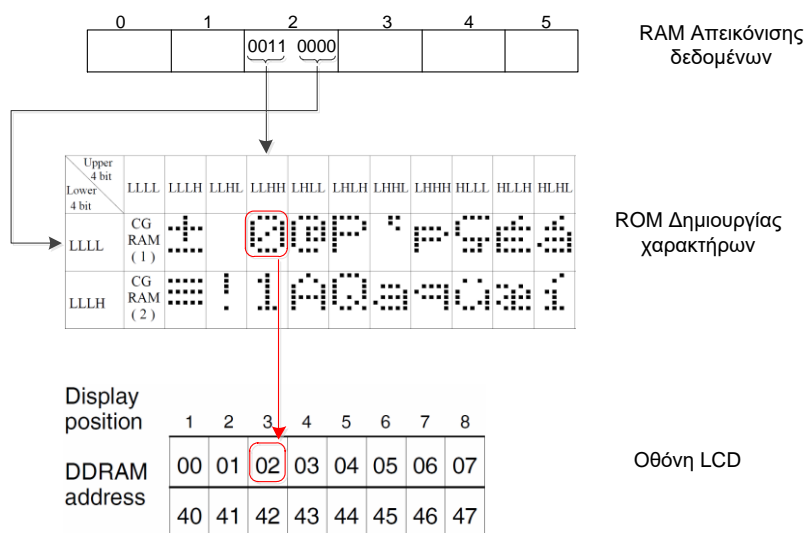 0 1 2 3 4 5
0011 0000
RAM Απεικόνισης
δεδομένων
Upper
4 bit
Lower
4 bit
LLLL LLLH LLHL LLHH LHLL LHLH LHHL LHHH HLLL HLLH HLHL
LLLL CG RAM (1) ± 0 @ P ` p Ş É á
LLLH CG RAM (2) ≡ ! 1 A Q a q ü æ í
ROM Δημιουργίας
χαρακτήρων
Display
position 1 2 3 4 5 6 7 8
DDRAM
address
00 01 02 03 04 05 06 07
40 41 42 43 44 45 46 47
Οθόνη LCD